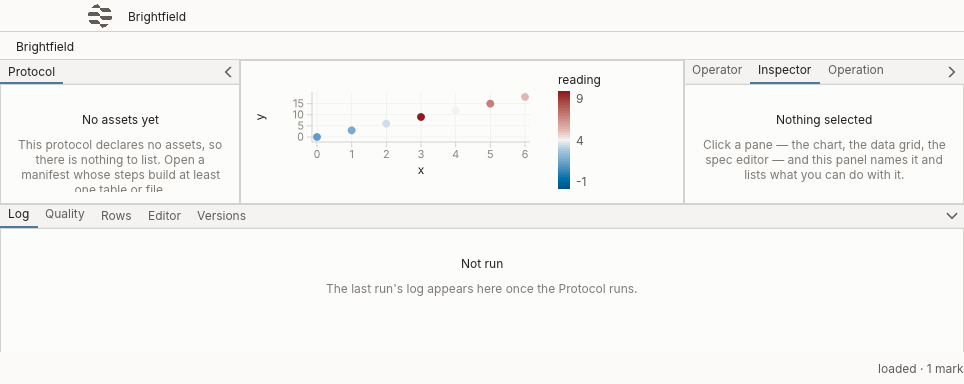 Brightfield
Brightfield
Protocol
No assets yet
This protocol declares no assets, so
there is nothing to list. Open a
manifest whose steps build at least
one table or file
reading
y
15
10
5
0
0 1 2 3 4 5 6
x
9
4
-1
Operator Inspector Operation
Nothing selected
Click a pane — the chart, the data grid, the
spec editor — and this panel names it and
lists what you can do with it.
Log Quality Rows Editor Versions
Not run
The last run's log appears here once the Protocol runs.
loaded · 1 mark